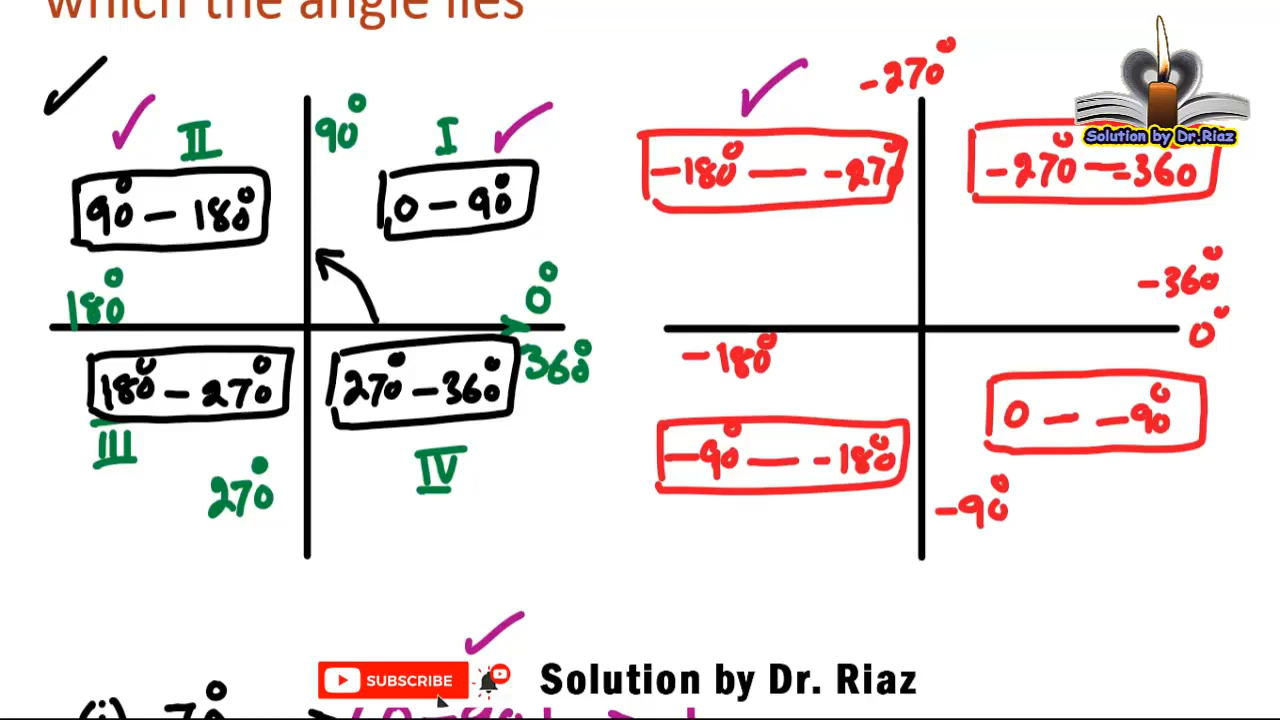 which the angle lies
II
90°
I
90° — 180°
0 — 90°
180°
0°
360°
180° — 270°
270° — 360°
III
270°
IV
-270°
-180° — -270°
-270° — -360
-360°
0°
-180°
0 — -90°
-90° — -180°
-90°
Solution by Dr.Riaz
SUBSCRIBE
Solution by Dr. Riaz
(i) 70°